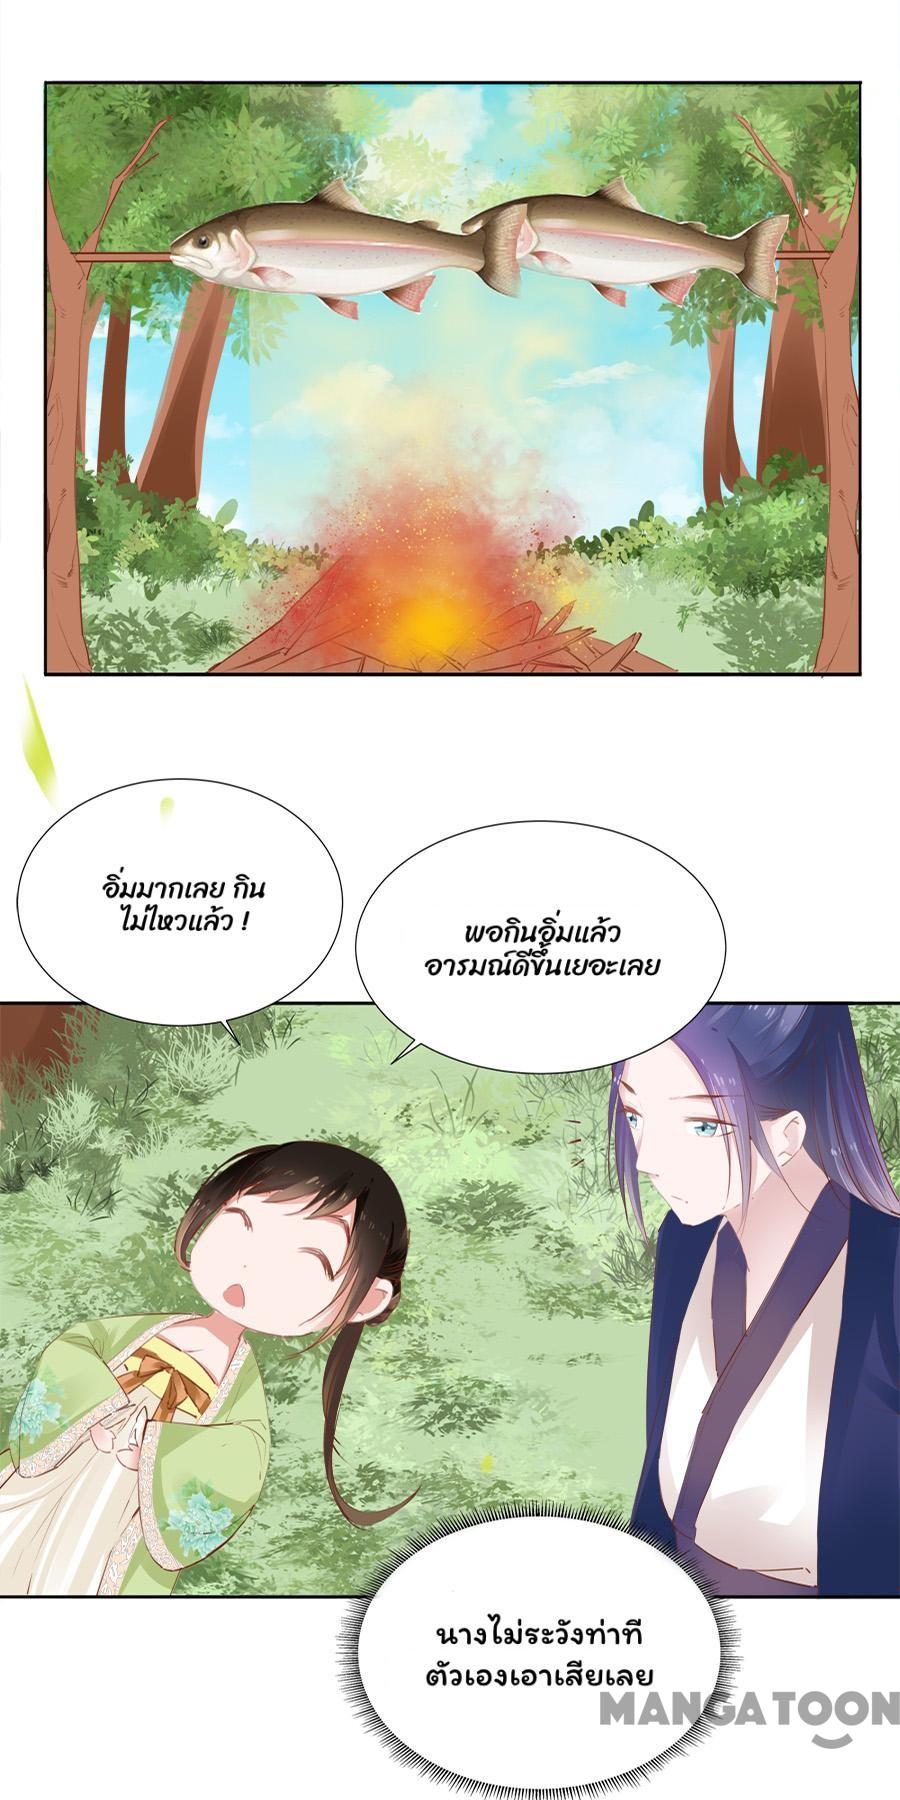 อิ่มมากเลย กิน
ไม่ไหวแล้ว !
พอกินอิ่มแล้ว
อารมณ์ดีขึ้นเยอะเลย
นางไม่ระวังท่าที
ตัวเองเอาเสียเลย
MANGATOON